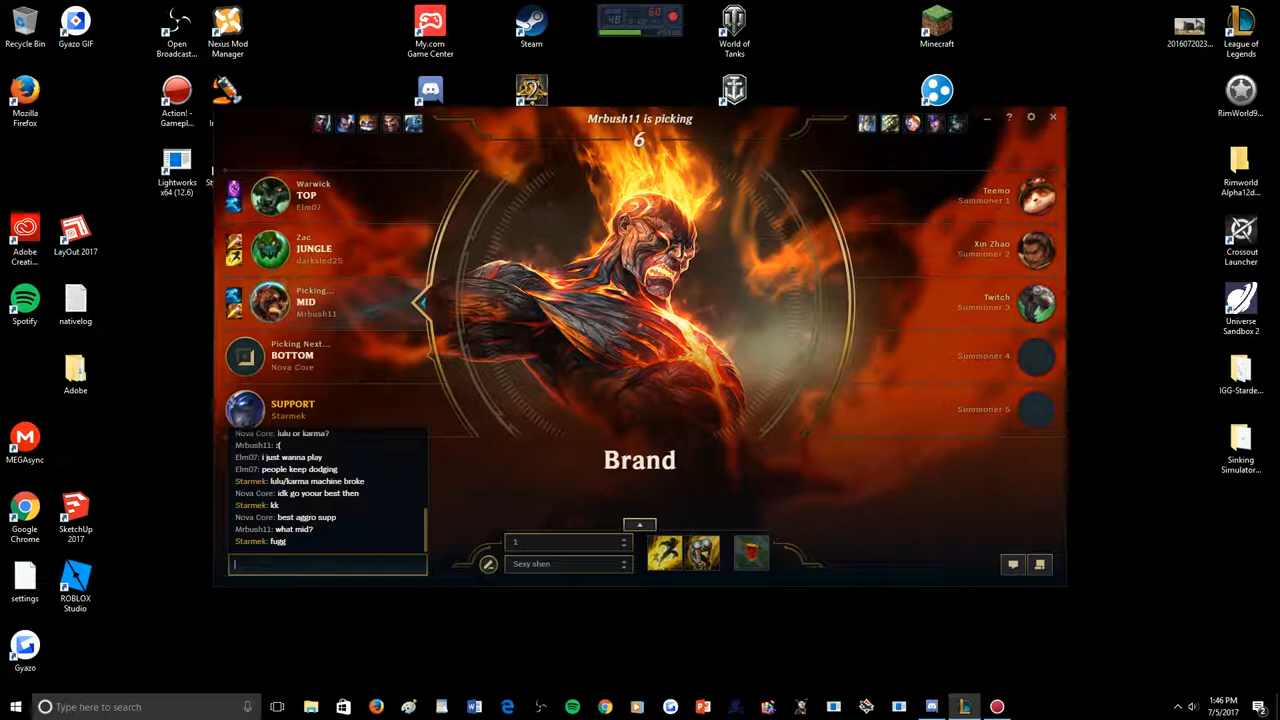 Recycle Bin
Gyazo GIF
Open
Broadcast...
Nexus Mod
Manager
My.com
Game Center
Steam
60
World of
Tanks
Minecraft
2016072023...
League of
Legends
Mozilla
Firefox
Action! -
Gamepl...
RimWorld9...
Lightworks
x64 (12.6)
Rimworld
Alpha12d...
Adobe
Creati...
LayOut 2017
Crossout
Launcher
Spotify
nativelog
Universe
Sandbox 2
Adobe
IGG-Starde...
MEGAsync
Sinking
Simulator...
Google
Chrome
SketchUp
2017
settings
ROBLOX
Studio
Gyazo
Mrbush11 is picking
6
?
Warwick
TOP
Elm07
Zac
JUNGLE
darksled25
Picking...
MID
Mrbush11
Picking Next...
BOTTOM
Nova Core
SUPPORT
Starmek
Teemo
Summoner 1
Xin Zhao
Summoner 2
Twitch
Summoner 3
Summoner 4
Summoner 5
Nova Core: lulu or karma?
Mrbush11: :(
Elm07: i just wanna play
Elm07: people keep dodging
Starmek: lulu/karma machine broke
Nova Core: idk go yoour best then
Starmek: kk
Nova Core: best aggro supp
Mrbush11: what mid?
Starmek: fugg
Brand
1
Sexy shen
Type here to search
1:46 PM
7/5/2017